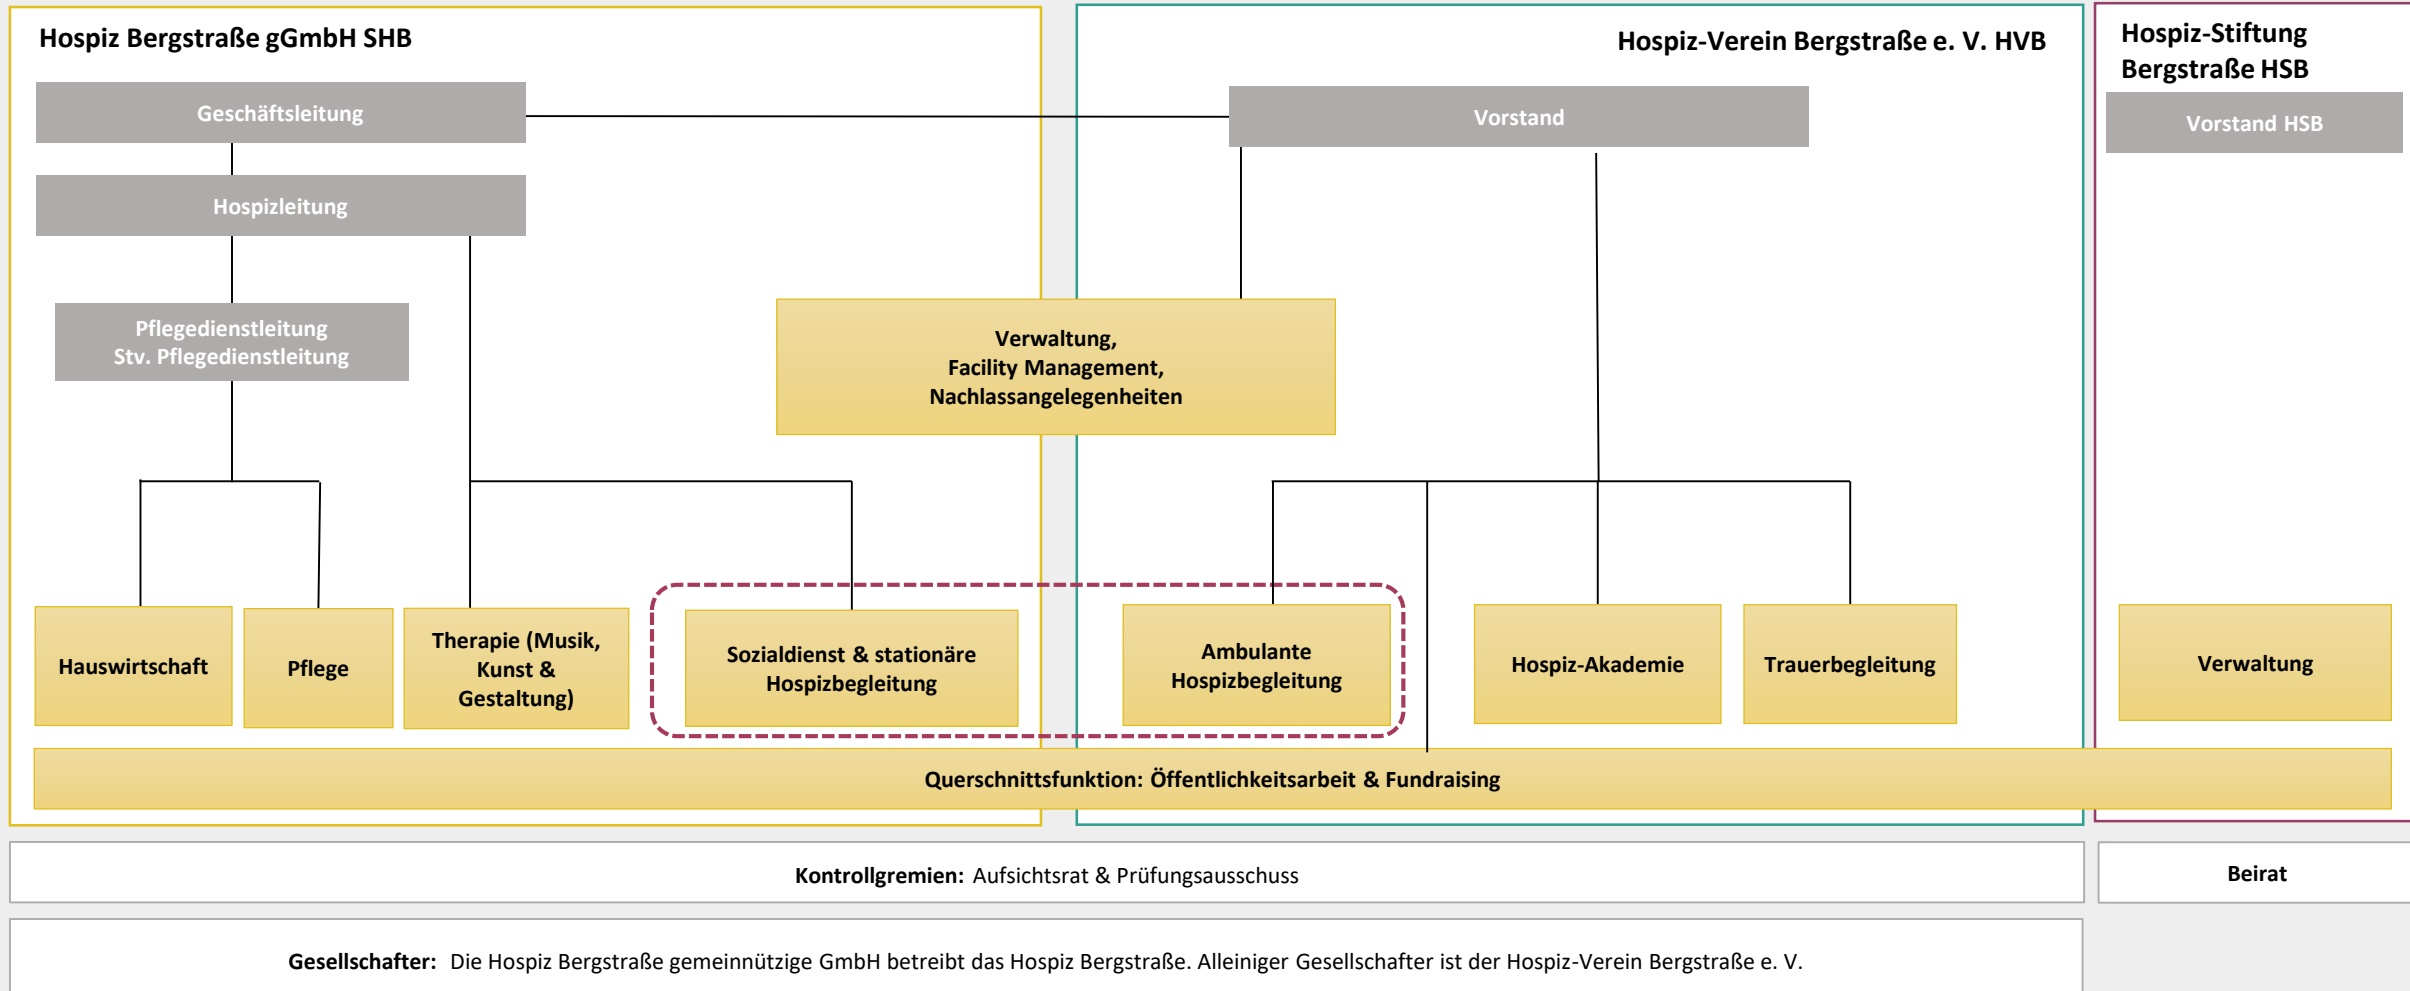 Hospiz Bergstraße gGmbH SHB
Geschäftsleitung
Hospizleitung
Pflegedienstleitung
Stv. Pflegedienstleitung
Hauswirtschaft
Pflege
Therapie (Musik,
Kunst &
Gestaltung)
Sozialdienst & stationäre
Hospizbegleitung
Verwaltung,
Facility Management,
Nachlassangelegenheiten
Hospiz-Verein Bergstraße e. V. HVB
Vorstand
Ambulante
Hospizbegleitung
Hospiz-Akademie
Trauerbegleitung
Hospiz-Stiftung
Bergstraße HSB
Vorstand HSB
Verwaltung
Querschnittsfunktion: Öffentlichkeitsarbeit & Fundraising
Kontrollgremien: Aufsichtsrat & Prüfungsausschuss
Beirat
Gesellschafter: Die Hospiz Bergstraße gemeinnützige GmbH betreibt das Hospiz Bergstraße. Alleiniger Gesellschafter ist der Hospiz-Verein Bergstraße e. V.